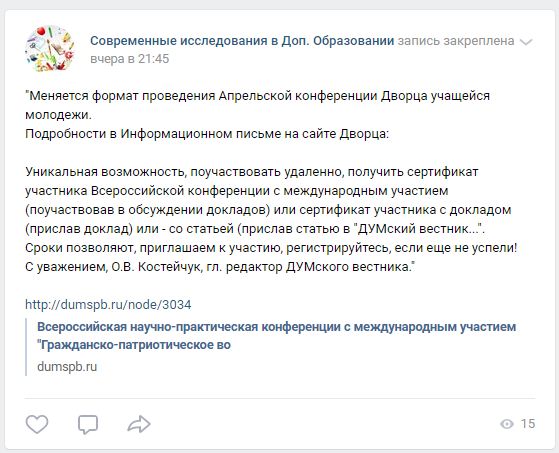 Современные исследования в Доп. Образовании запись закреплена
вчера в 21:45
"Меняется формат проведения Апрельской конференции Дворца учащейся
молодежи.
Подробности в Информационном письме на сайте Дворца:
Уникальная возможность, поучаствовать удаленно, получить сертификат
участника Всероссийской конференции с международным участием
(поучаствовав в обсуждении докладов) или сертификат участника с докладом
(прислав доклад) или - со статьей (прислав статью в "ДУМский вестник...".
Сроки позволяют, приглашаем к участию, регистрируйтесь, если еще не успели!
С уважением, О.В. Костейчук, гл. редактор ДУМского вестника."
http://dumspb.ru/node/3034
Всероссийская научно-практическая конференции с международным участием
"Гражданско-патриотическое во
dumspb.ru
15